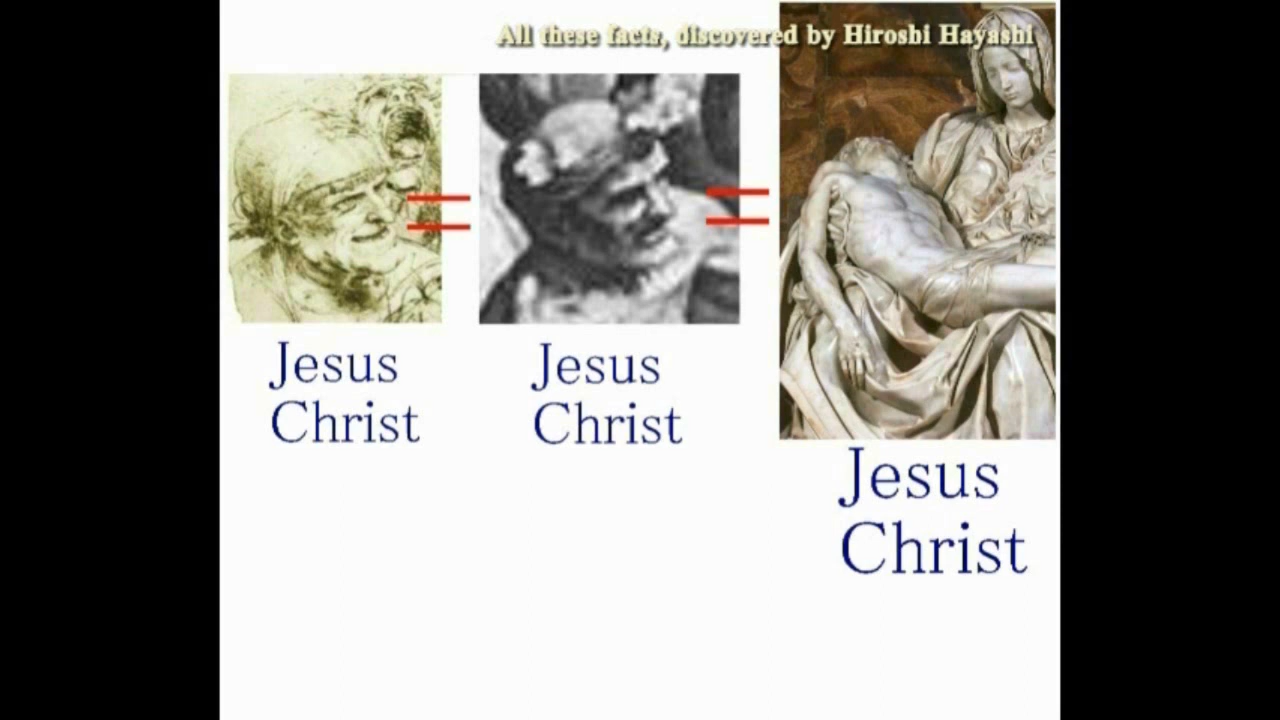 All these facts, discovered by Hiroshi Hayashi
Jesus
Christ
Jesus
Christ
Jesus
Christ